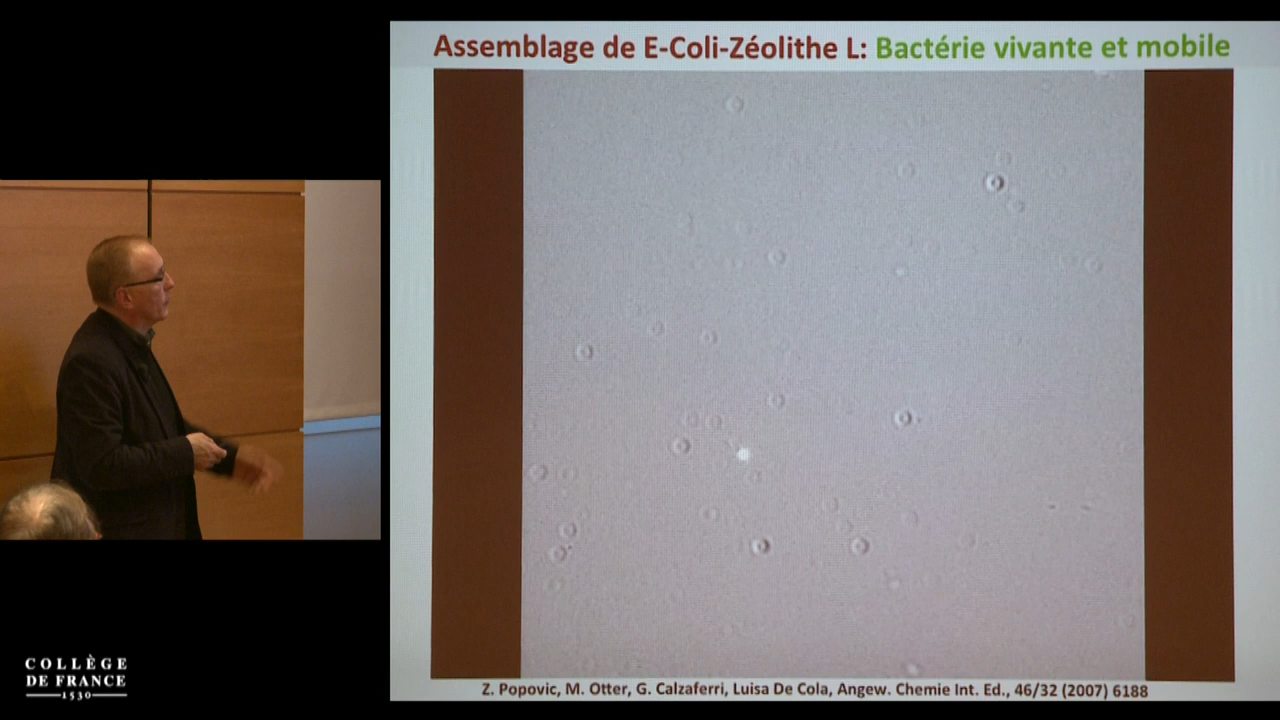 Assemblage de E-Coli-Zéolithe L: Bactérie vivante et mobile
Z. Popovic, M. Otter, G. Calzaferri, Luisa De Cola, Angew. Chemie Int. Ed., 46/32 (2007) 6188
COLLÈGE
DE FRANCE
1530